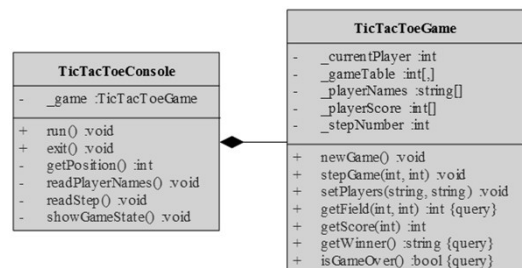 TicTacToeConsole
- _game :TicTacToeGame
+ run() :void
+ exit() :void
- getPosition() :int
- readPlayerNames() :void
- readStep() :void
- showGameState() :void
TicTacToeGame
- _currentPlayer :int
- _gameTable :int[,]
- _playerNames :string[]
- _playerScore :int[]
- _stepNumber :int
+ newGame() :void
+ stepGame(int, int) :void
+ setPlayers(string, string) :void
+ getField(int, int) :int {query}
+ getScore(int) :int
+ getWinner() :string {query}
+ isGameOver() :bool {query}